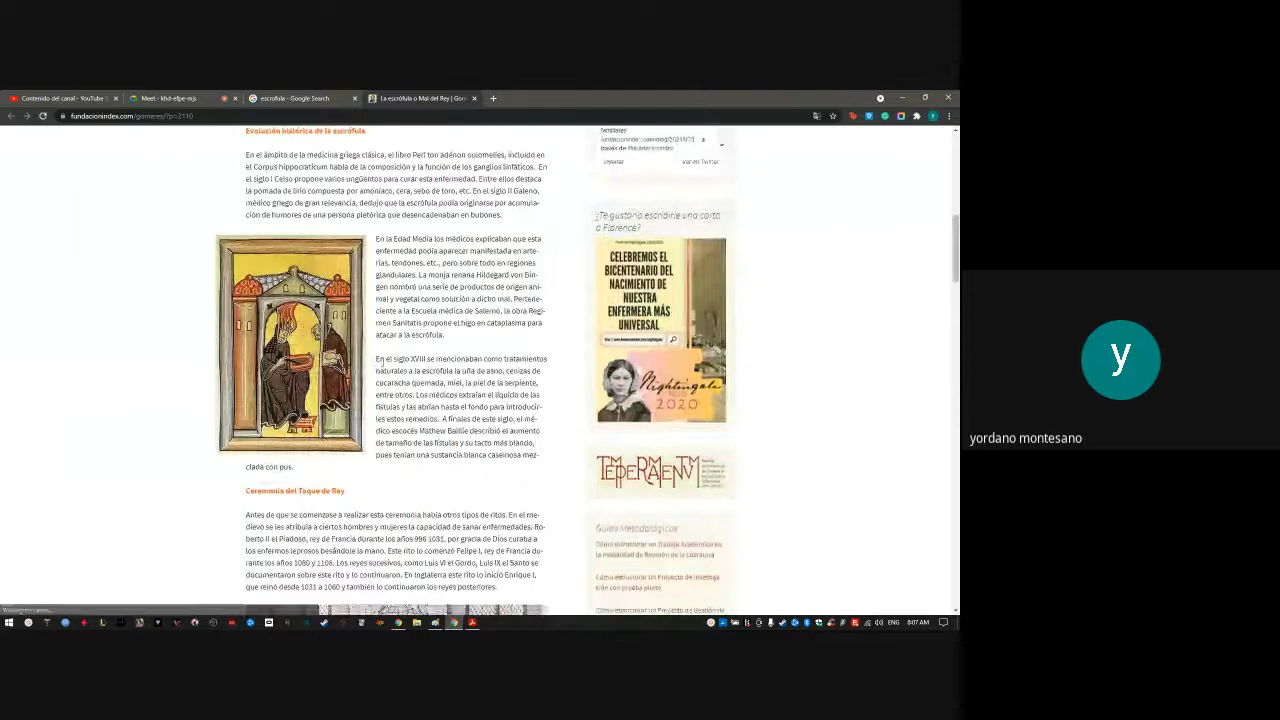 Contenido del canal - YouTube S
Meet - khd-efpe-mjs
escrofula - Google Search
La escrófula o Mal del Rey | Gom
fundacionindex.com/gomeres/?p=2110
Evolución histórica de la escrófula
En el ámbito de la medicina griega clásica, el libro Peri ton adenon oulomelies, incluido en
el Corpus hippocraticum habla de la composición y la función de los ganglios linfáticos. En
el siglo I Celso propone varios ungüentos para curar esta enfermedad. Entre ellos destaca
la pomada de lirio compuesta por amoníaco, cera, sebo de toro, etc. En el siglo II Galeno,
médico griego de gran relevancia, dedujo que la escrófula podía originarse por acumula-
ción de humores de una persona pletórica que desencadenaban en bubones.
En la Edad Media los médicos explicaban que esta
enfermedad podía aparecer manifestada en arte-
rias, tendones, etc., pero sobre todo en regiones
glandulares. La monja renana Hildegard von Bin-
gen nombró una serie de productos de origen ani-
mal y vegetal como solución a dicho mal. Pertene-
ciente a la Escuela médica de Salerno, la obra Regi-
men Sanitatis propone el higo en cataplasma para
atacar a la escrófula.
En el siglo XVIII se mencionaban como tratamientos
naturales a la escrófula la uña de asno, cenizas de
cucaracha quemada, miel, la piel de la serpiente,
entre otros. Los médicos extraían el líquido de las
fístulas y las abrían hasta el fondo para introducir-
les estos remedios. A finales de este siglo, el mé-
dico escocés Mathew Baillie describió el aumento
de tamaño de las fístulas y su tacto más blando,
pues tenían una sustancia blanca caseinosa mez-
clada con pus.
Ceremonia del Toque de Rey
Antes de que se comenzase a realizar esta ceremonia había otros tipos de ritos. En el me-
dievo se les atribuía a ciertos hombres y mujeres la capacidad de sanar enfermedades. Ro-
berto II el Piadoso, rey de Francia durante los años 996 1031, por gracia de Dios curaba a
los enfermos leprosos besándole la mano. Este rito lo comenzó Felipe I, rey de Francia du-
rante los años 1080 y 1108. Los reyes sucesivos, como Luis VI el Gordo, Luis IX el Santo se
documentaron sobre este rito y lo continuaron. En Inglaterra este rito lo inicio Enrique I,
que reinó desde 1031 a 1060 y también lo continuaron los reyes posteriores.
familiares
Ver en Twitter
¿Te gustaría escribirle una carta
a Florence?
CELEBREMOS EL
BICENTENARIO DEL
NACIMIENTO DE
NUESTRA
ENFERMERA MÁS
UNIVERSAL
Nightingale
2020
TEMPERAMENTVM
Guías Metodológicas
Cómo estructurar un Trabajo Académico en
la modalidad de Revisión de la Literatura
Cómo estructurar un Proyecto de Investiga
ción con prueba piloto
Cómo estructurar un Proyecto de Gestión de
ENG
8:07 AM
y
yordano montesano